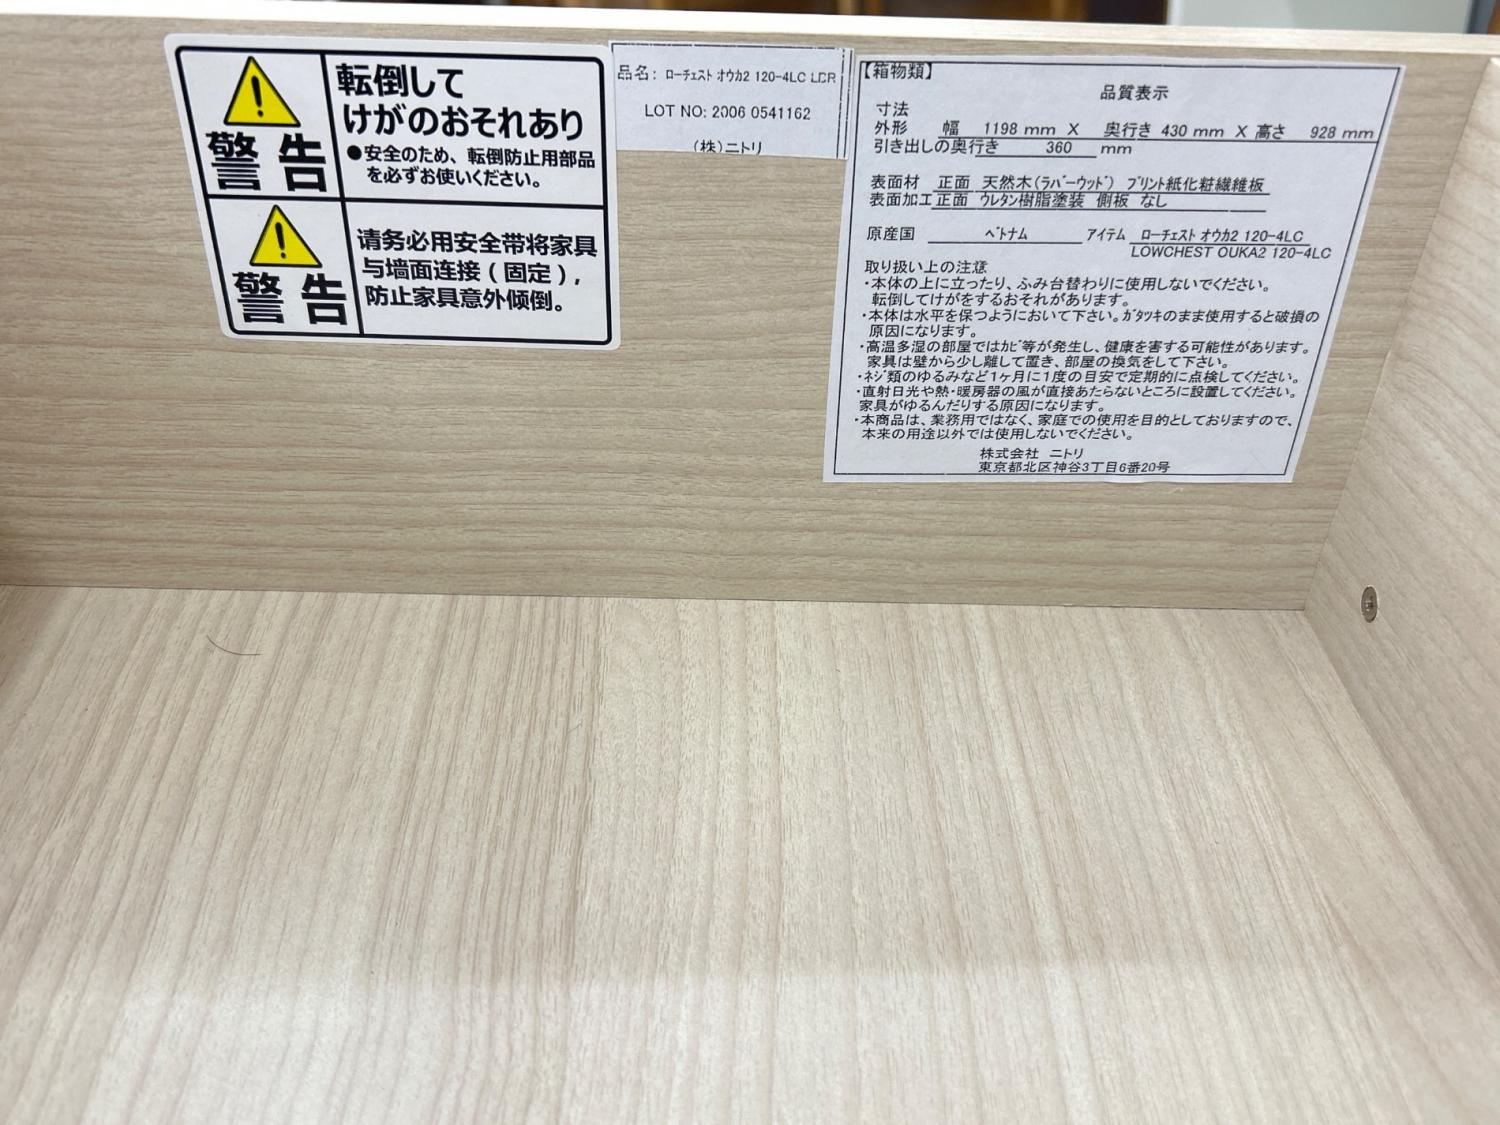 警告
転倒して
けがのおそれあり
●安全のため、転倒防止用部品
を必ずお使いください。
警告
请务必用安全带将家具
与墙面连接(固定),
防止家具意外倾倒。
品名: ローチェスト オウカ2 120-4LC LBR
LOT NO: 2006 0541162
(株)ニトリ
【箱物類】
品質表示
寸法
外形 幅 1198 mm X 奥行き 430 mm X 高さ 928 mm
引き出しの奥行き 360 mm
表面材 正面 天然木(ラバーウッド) プリント紙化粧繊維板
表面加工 正面 ウレタン樹脂塗装 側板 なし
原産国 ベトナム アイテム ローチェスト オウカ2 120-4LC
LOWCHEST OUKA2 120-4LC
取り扱い上の注意
・本体の上に立ったり、ふみ台替わりに使用しないでください。
転倒してけがをするおそれがあります。
・本体は水平を保つようにおいて下さい。ガタツキのまま使用すると破損の
原因になります。
・高温多湿の部屋ではカビ等が発生し、健康を害する可能性があります。
家具は壁から少し離して置き、部屋の換気をして下さい。
・ネジ類のゆるみなど1ヶ月に1度の目安で定期的に点検してください。
・直射日光や熱・暖房器の風が直接あたらないところに設置してください。
家具がゆるんだりする原因になります。
・本商品は、業務用ではなく、家庭での使用を目的としておりますので、
本来の用途以外では使用しないでください。
株式会社 ニトリ
東京都北区神谷3丁目6番20号